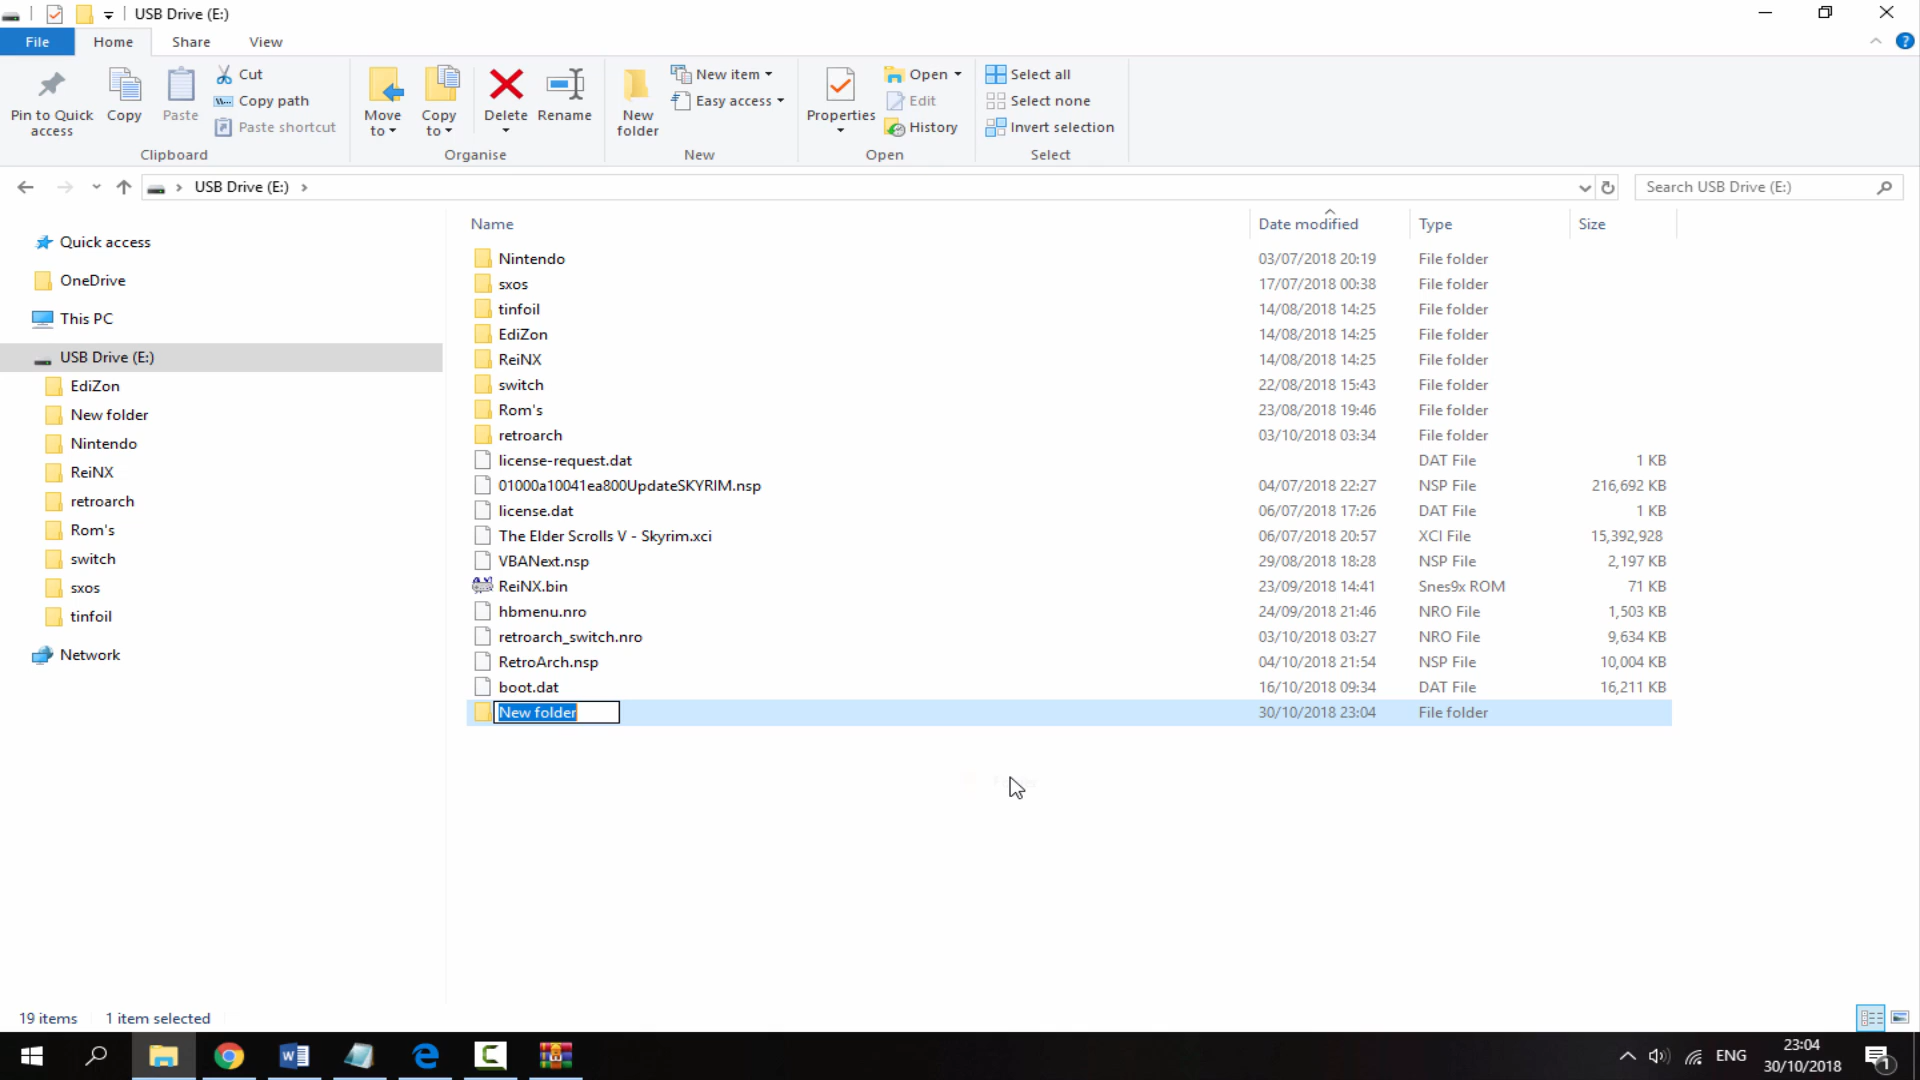 USB Drive (E:)
File Home Share View
Pin to Quick access
Copy
Paste
Cut
Copy path
Paste shortcut
Clipboard
Move to
Copy to
Delete
Rename
Organise
New folder
New item
Easy access
New
Properties
Open
Edit
History
Open
Select all
Select none
Invert selection
Select
USB Drive (E:)
Search USB Drive (E:)
Quick access
OneDrive
This PC
USB Drive (E:)
EdiZon
New folder
Nintendo
ReiNX
retroarch
Rom's
switch
sxos
tinfoil
Network
Name Date modified Type Size
Nintendo 03/07/2018 20:19 File folder
sxos 17/07/2018 00:38 File folder
tinfoil 14/08/2018 14:25 File folder
EdiZon 14/08/2018 14:25 File folder
ReiNX 14/08/2018 14:25 File folder
switch 22/08/2018 15:43 File folder
Rom's 23/08/2018 19:46 File folder
retroarch 03/10/2018 03:34 File folder
license-request.dat DAT File 1 KB
01000a10041ea800UpdateSKYRIM.nsp 04/07/2018 22:27 NSP File 216,692 KB
license.dat 06/07/2018 17:26 DAT File 1 KB
The Elder Scrolls V - Skyrim.xci 06/07/2018 20:57 XCI File 15,392,928
VBANext.nsp 29/08/2018 18:28 NSP File 2,197 KB
ReiNX.bin 23/09/2018 14:41 Snes9x ROM 71 KB
hbmenu.nro 24/09/2018 21:46 NRO File 1,503 KB
retroarch_switch.nro 03/10/2018 03:27 NRO File 9,634 KB
RetroArch.nsp 04/10/2018 21:54 NSP File 10,004 KB
boot.dat 16/10/2018 09:34 DAT File 16,211 KB
New folder 30/10/2018 23:04 File folder
19 items 1 item selected
ENG
23:04
30/10/2018
1